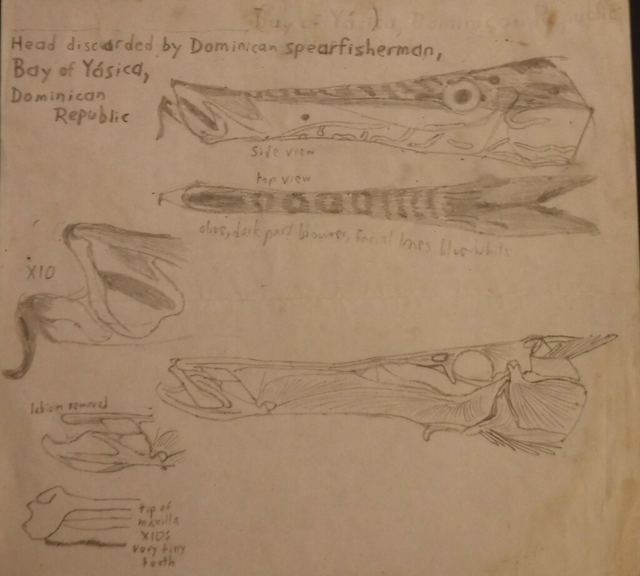 Bay of Yásica, Dominican Republic
Head discarded by Dominican spearfisherman,
Bay of Yásica,
Dominican
Republic
Side view
top view
olive, dark part browner, facial lines blue-white
X10
labium removed
tip of
maxilla
X10:
very tiny
teeth